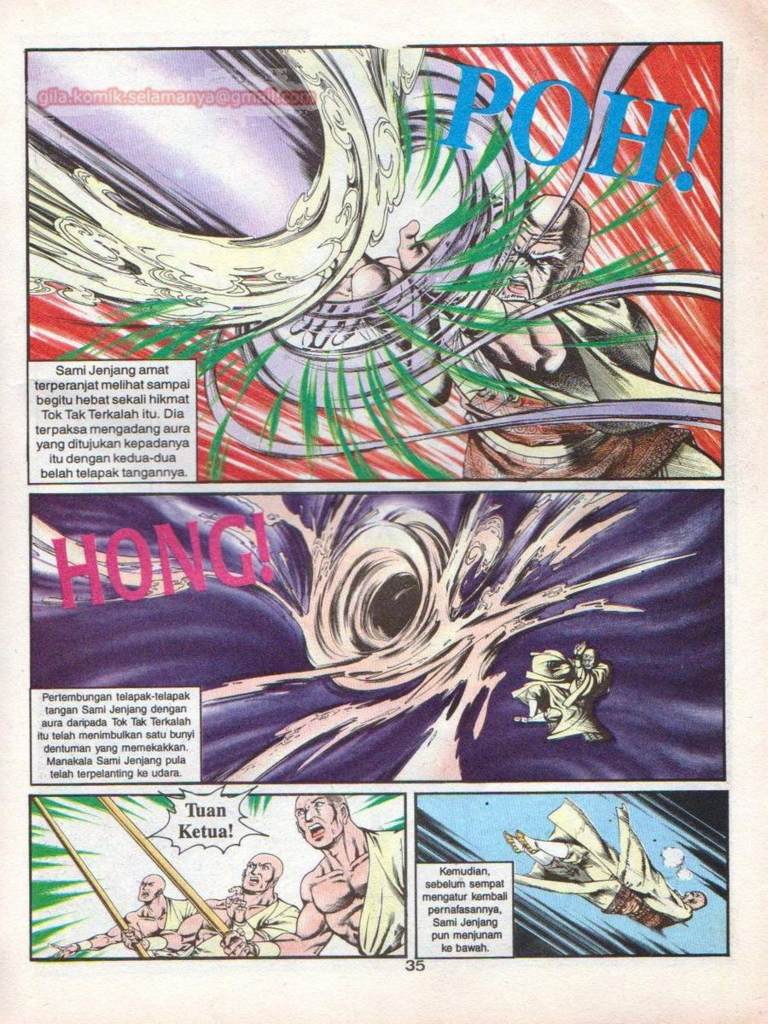 gila.komik.selamanya@gmail.com
POH!
Sami Jenjang amat
terperanjat melihat sampai
begitu hebat sekali hikmat
Tok Tak Terkalah itu. Dia
terpaksa mengadang aura
yang ditujukan kepadanya
itu dengan kedua-dua
belah telapak tangannya.
HONG!
Pertembungan telapak-telapak
tangan Sami Jenjang dengan
aura daripada Tok Tak Terkalah
itu telah menimbulkan satu bunyi
dentuman yang memekakkan.
Manakala Sami Jenjang pula
telah terpelanting ke udara.
Tuan
Ketua!
Kemudian,
sebelum sempat
mengatur kembali
pernafasannya,
Sami Jenjang
pun menjunam
ke bawah.
35